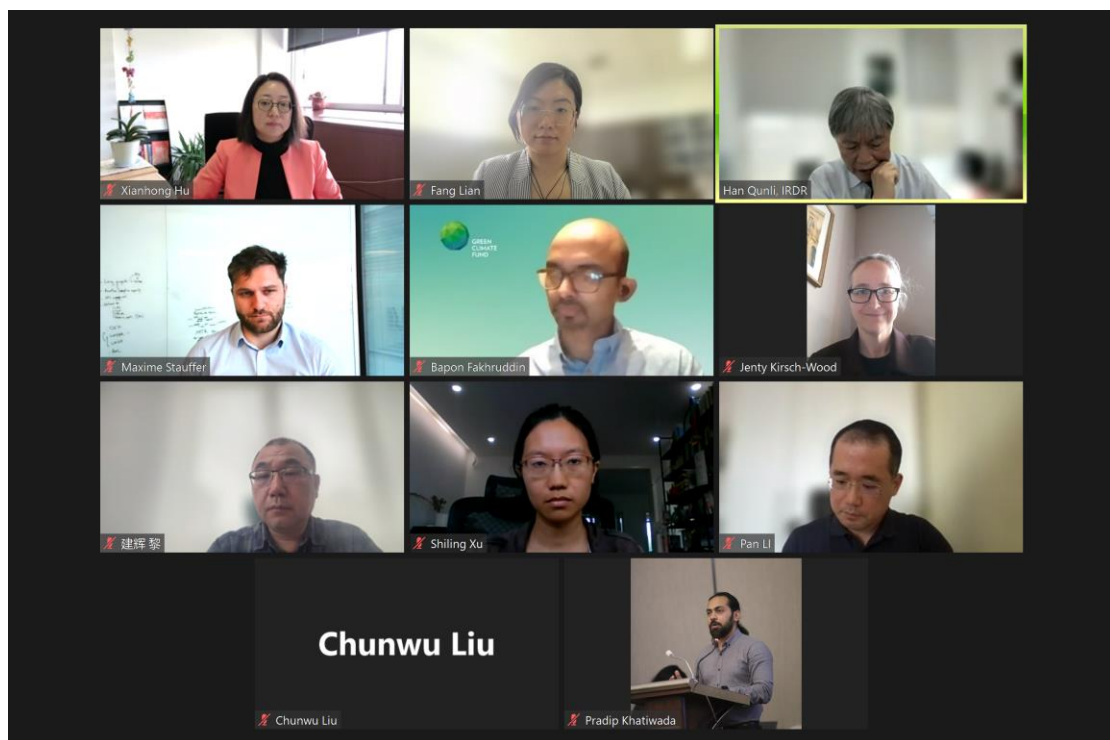 Xianhong Hu
Fang Lian
Han Qunli, IRDR
Maxime Stauffer
GREEN
CLIMATE
FUND
Bapon Fakhruddin
Jenty Kirsch-Wood
建辉 黎
Shiling Xu
Pan LI
Chunwu Liu
Chunwu Liu
Pradip Khatiwada